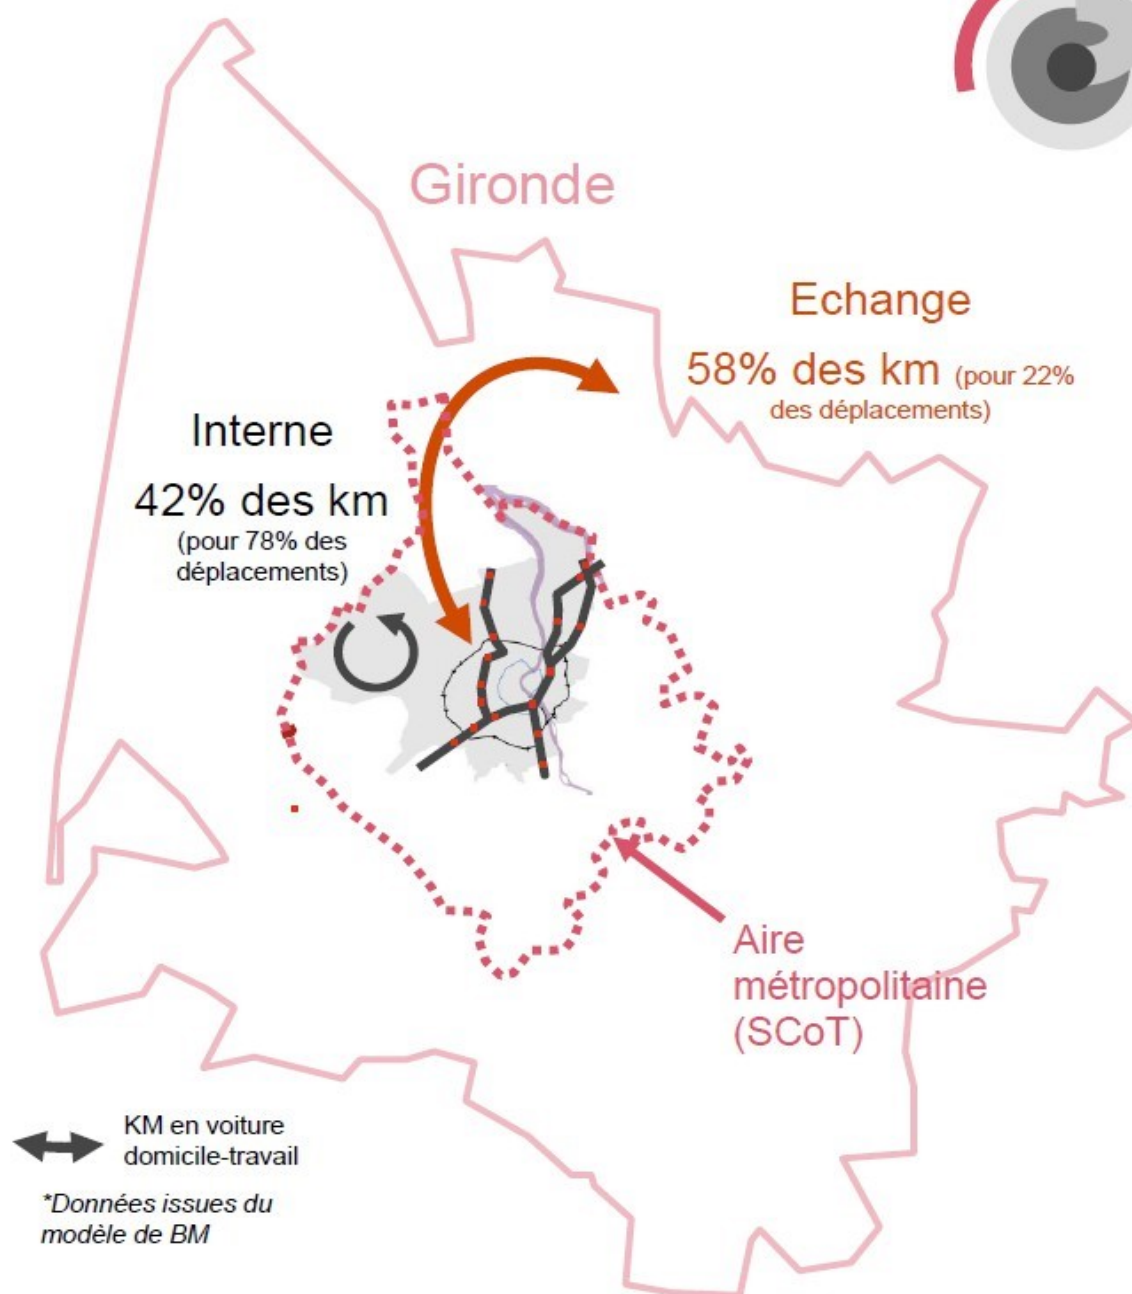 Gironde
Echange
58% des km (pour 22%
des déplacements)
Interne
42% des km
(pour 78% des
déplacements)
Aire
métropolitaine
(SCoT)
KM en voiture
domicile-travail
*Données issues du
modèle de BM